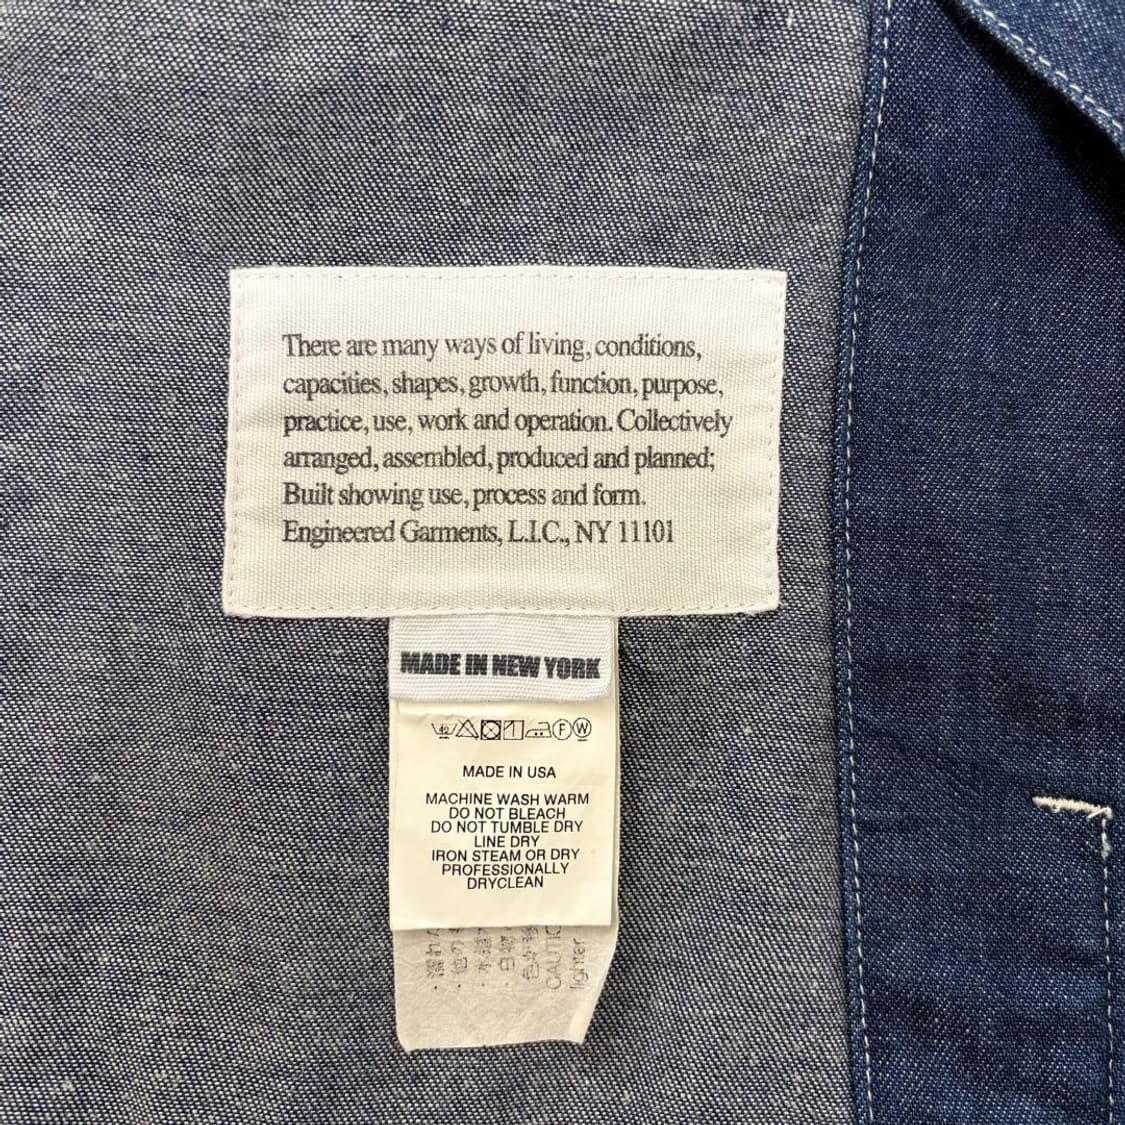 There are many ways of living, conditions,
capacities, shapes, growth, function, purpose,
practice, use, work and operation. Collectively
arranged, assembled, produced and planned;
Built showing use, process and form.
Engineered Garments, L.I.C., NY 11101
MADE IN NEW YORK
MADE IN USA
MACHINE WASH WARM
DO NOT BLEACH
DO NOT TUMBLE DRY
LINE DRY
IRON STEAM OR DRY
PROFESSIONALLY
DRYCLEAN
lighter